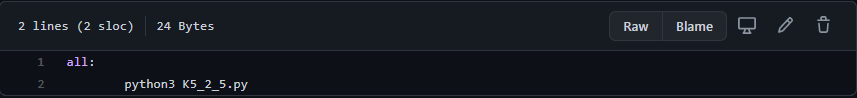 2 lines (2 sloc) 24 Bytes Raw Blame
1 all:
2 python3 K5_2_5.py